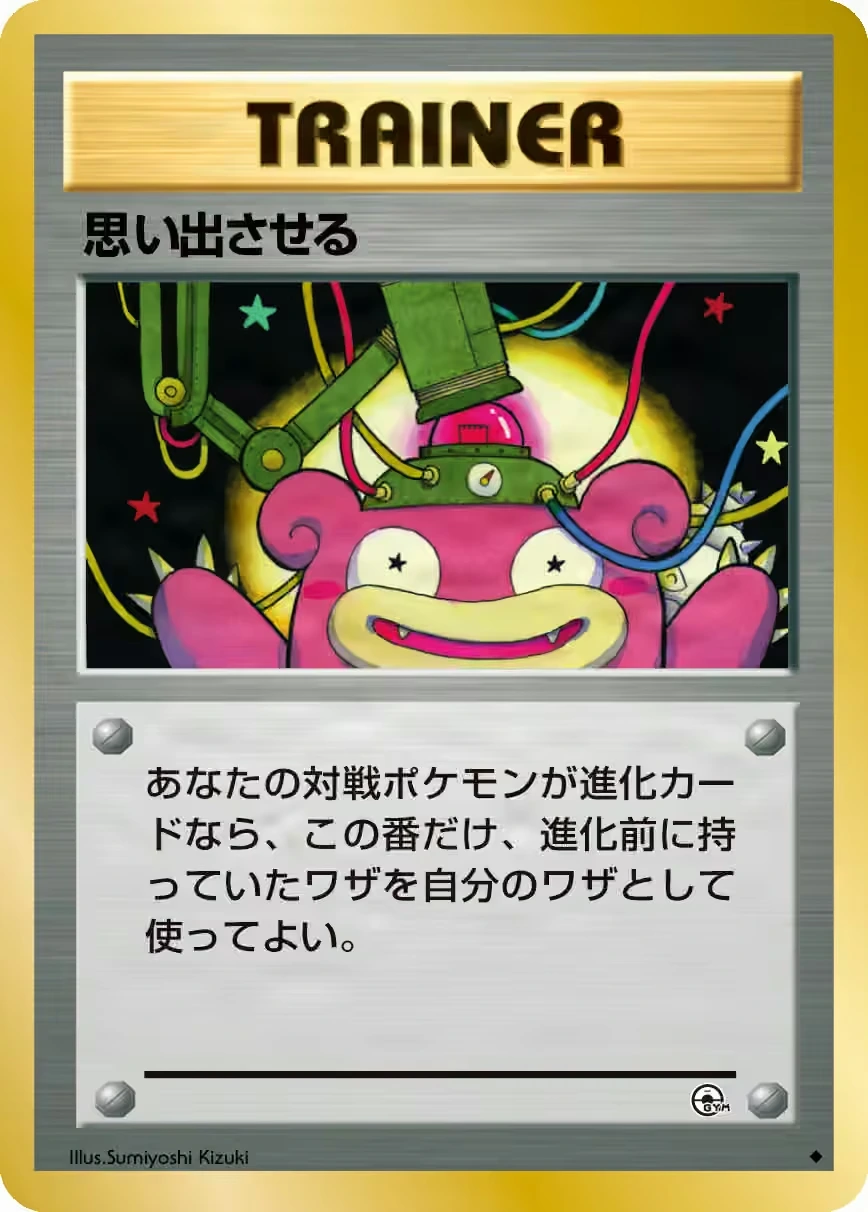 TRAINER
思い出させる
あなたの対戦ポケモンが進化カー
ドなら、この番だけ、進化前に持
っていたワザを自分のワザとして
使ってよい。
GYM
Illus.Sumiyoshi Kizuki